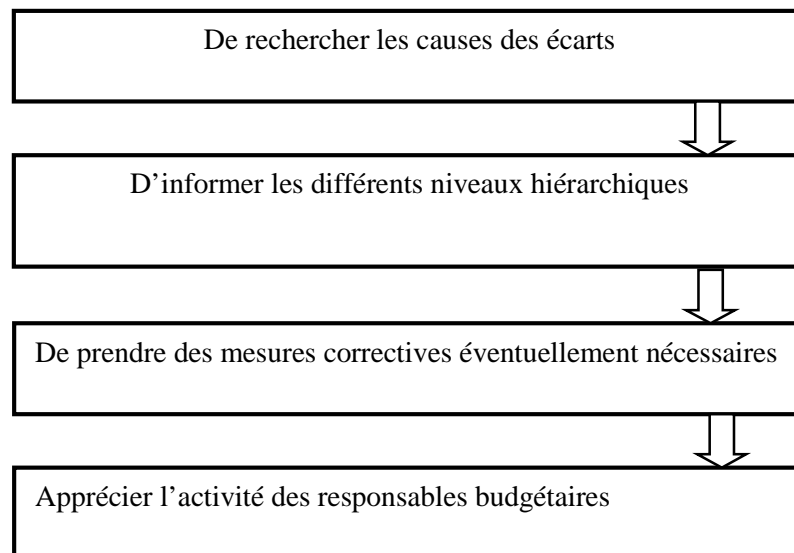 De rechercher les causes des écarts
D’informer les différents niveaux hiérarchiques
De prendre des mesures correctives éventuellement nécessaires
Apprécier l’activité des responsables budgétaires